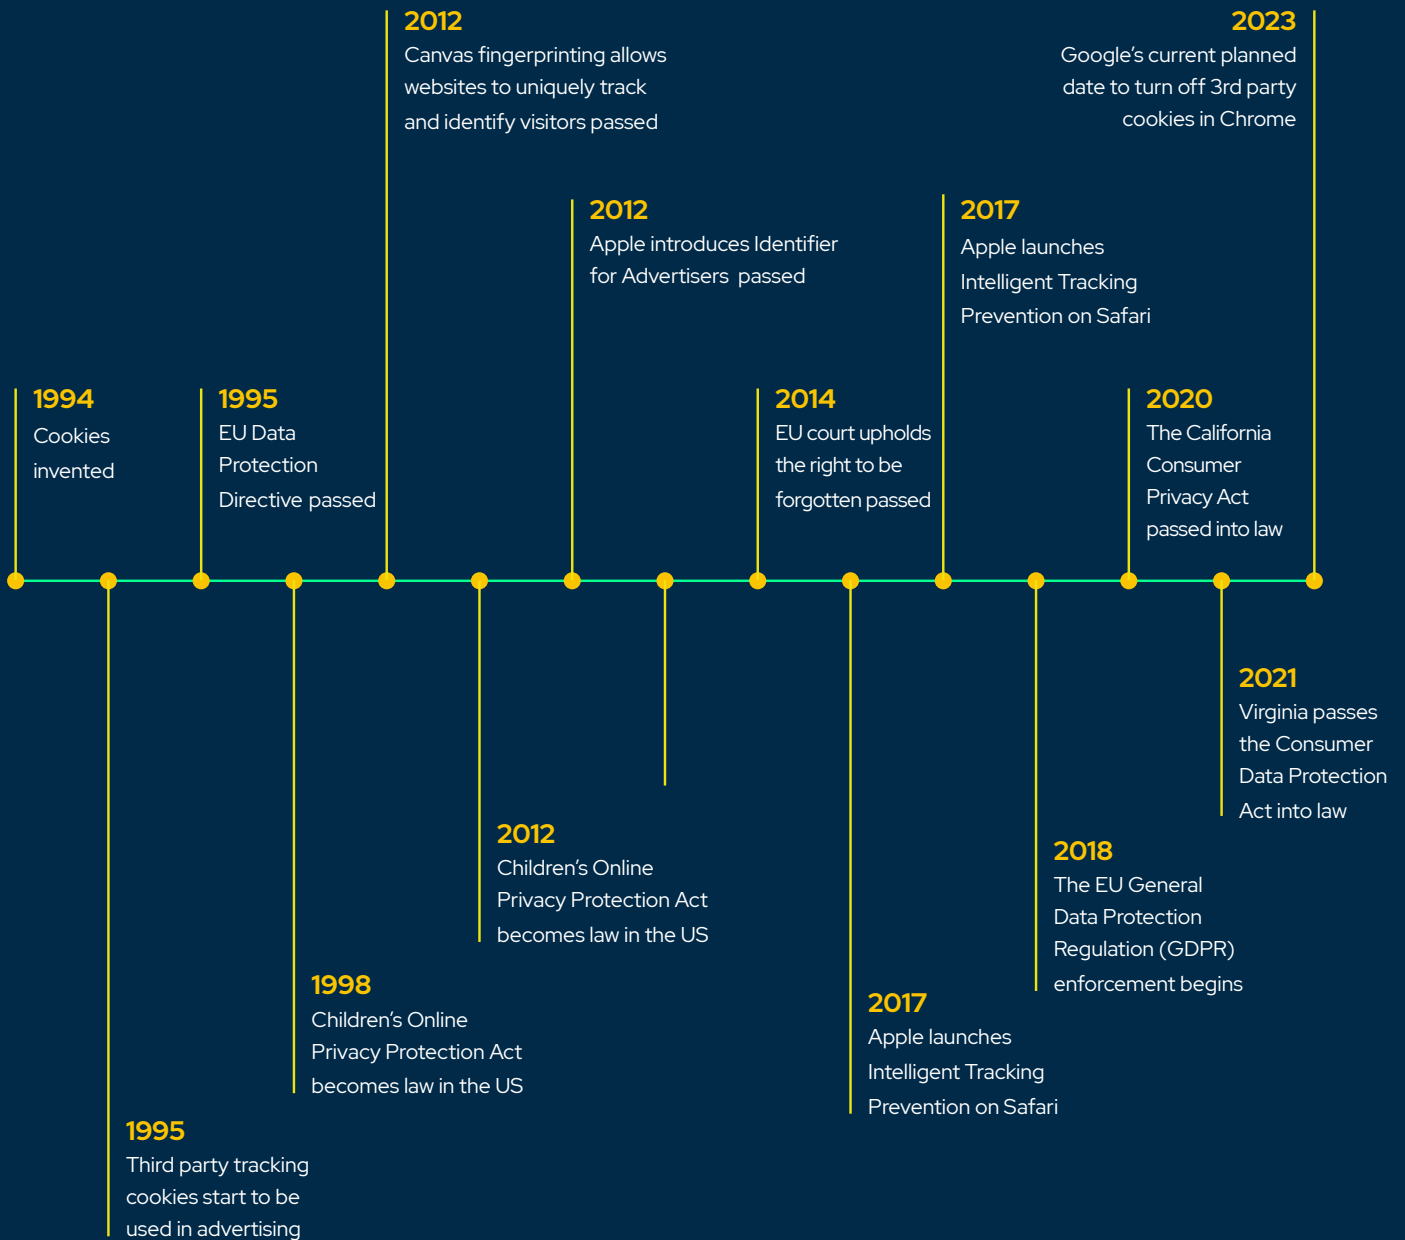 1994
Cookies
invented
1995
Third party tracking
cookies start to be
used in advertising
1995
EU Data
Protection
Directive passed
1998
Children's Online
Privacy Protection Act
becomes law in the US
2012
Canvas fingerprinting allows
websites to uniquely track
and identify visitors passed
2012
Children's Online
Privacy Protection Act
becomes law in the US
2012
Apple introduces Identifier
for Advertisers  passed
2014
EU court upholds
the right to be
forgotten passed
2017
Apple launches
Intelligent Tracking
Prevention on Safari
2017
Apple launches
Intelligent Tracking
Prevention on Safari
2018
The EU General
Data Protection
Regulation (GDPR)
enforcement begins
2020
The California
Consumer
Privacy Act
passed into law
2021
Virginia passes
the Consumer
Data Protection
Act into law
2023
Google’s current planned
date to turn off 3rd party
cookies in Chrome